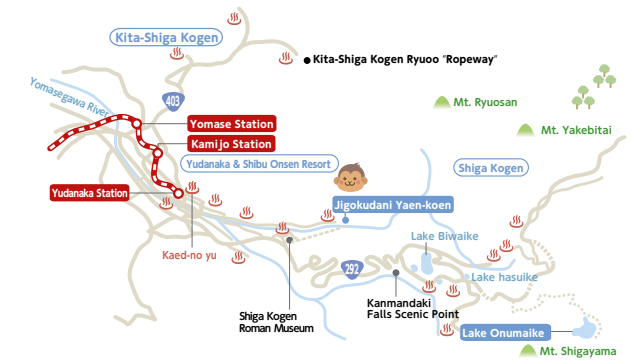 Kita-Shiga Kogen
Kita-Shiga Kogen Ryuoo "Ropeway"
Yomasegawa River
403
Mt. Ryuosan
Yomase Station
Mt. Yakebitai
Kamijo Station
Yudanaka & Shibu Onsen Resort
Shiga Kogen
Yudanaka Station
Jigokudani Yaen-koen
Lake Biwaike
Kaed-no yu
292
Lake hasuike
Kanmandaki
Falls Scenic Point
Shiga Kogen
Roman Museum
Lake Onumaike
Mt. Shigayama